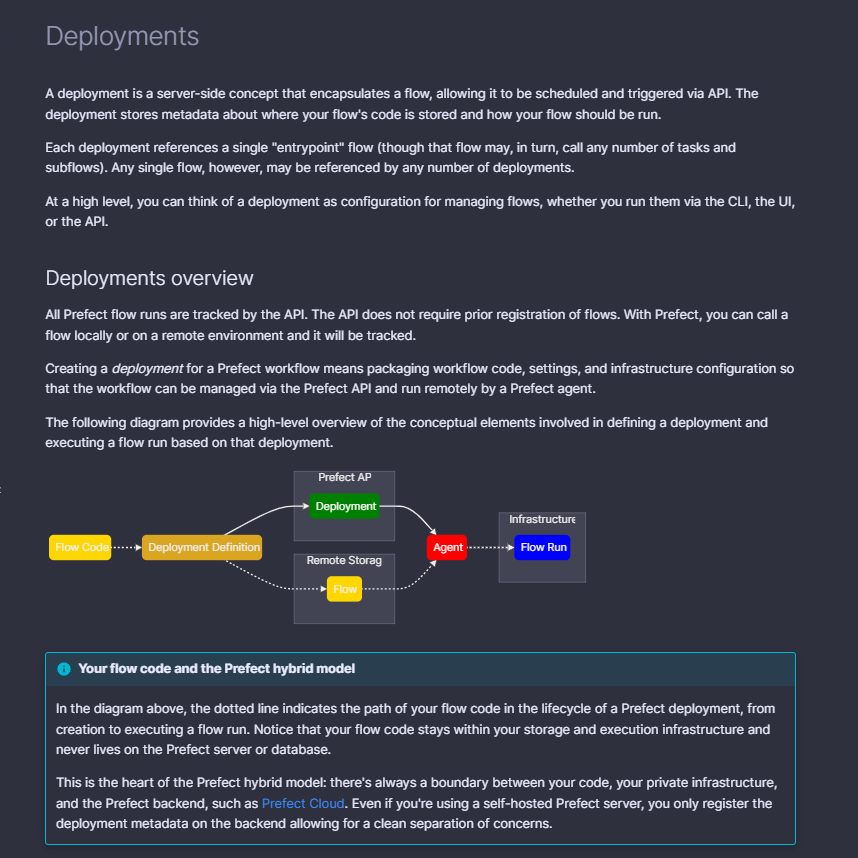 Deployments
A deployment is a server-side concept that encapsulates a flow, allowing it to be scheduled and triggered via API. The
deployment stores metadata about where your flow's code is stored and how your flow should be run.
Each deployment references a single "entrypoint" flow (though that flow may, in turn, call any number of tasks and
subflows). Any single flow, however, may be referenced by any number of deployments.
At a high level, you can think of a deployment as configuration for managing flows, whether you run them via the CLI, the UI,
or the API.
Deployments overview
All Prefect flow runs are tracked by the API. The API does not require prior registration of flows. With Prefect, you can call a
flow locally or on a remote environment and it will be tracked.
Creating a deployment for a Prefect workflow means packaging workflow code, settings, and infrastructure configuration so
that the workflow can be managed via the Prefect API and run remotely by a Prefect agent.
The following diagram provides a high-level overview of the conceptual elements involved in defining a deployment and
executing a flow run based on that deployment.
Prefect AP
Deployment
Infrastructure
Flow Code
Deployment Definition
Agent
Flow Run
Remote Storag
Flow
Your flow code and the Prefect hybrid model
In the diagram above, the dotted line indicates the path of your flow code in the lifecycle of a Prefect deployment, from
creation to executing a flow run. Notice that your flow code stays within your storage and execution infrastructure and
never lives on the Prefect server or database.
This is the heart of the Prefect hybrid model: there's always a boundary between your code, your private infrastructure,
and the Prefect backend, such as Prefect Cloud. Even if you're using a self-hosted Prefect server, you only register the
deployment metadata on the backend allowing for a clean separation of concerns.